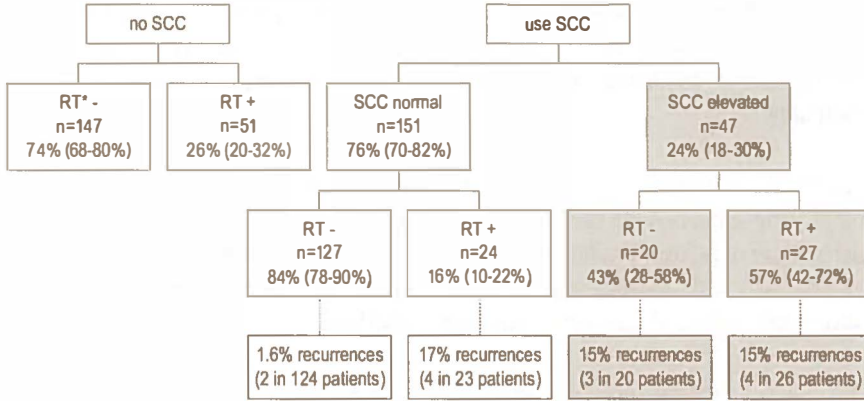 no SCC
use SCC
RT* -
n=147
74% (68-80%)
RT +
n=51
26% (20-32%)
SCC normal
n=151
76% (70-82%)
SCC elevated
n=47
24% (18-30%)
RT -
n=127
84% (78-90%)
RT +
n=24
16% (10-22%)
RT -
n=20
43% (28-58%)
RT +
n=27
57% (42-72%)
1.6% recurrences
(2 in 124 patients)
17% recurrences
(4 in 23 patients)
15% recurrences
(3 in 20 patients)
15% recurrences
(4 in 26 patients)